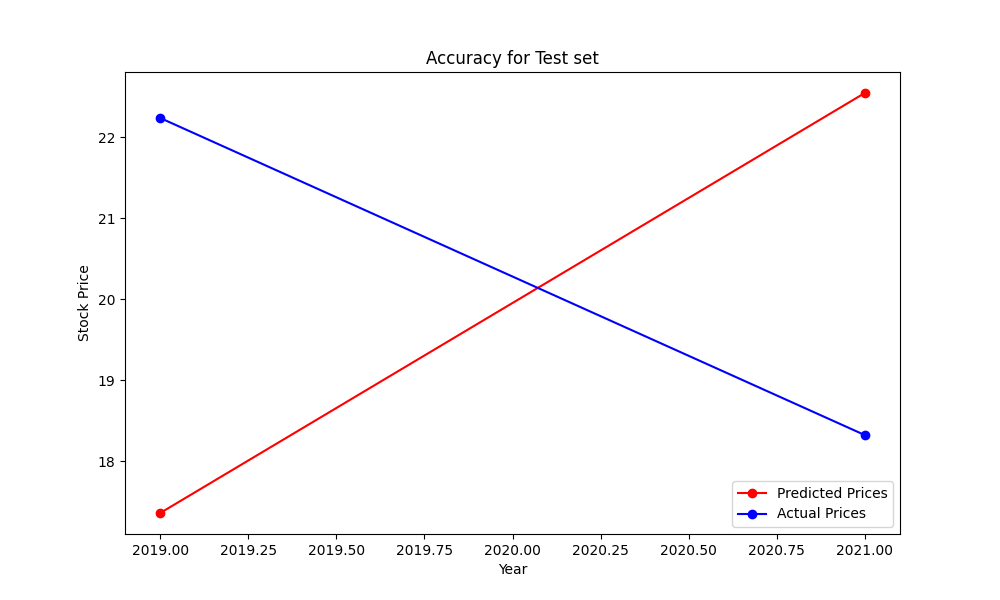 Accuracy for Test set
Stock Price
22
21
20
19
18
2019.00 2019.25 2019.50 2019.75 2020.00 2020.25 2020.50 2020.75 2021.00
Year
Predicted Prices
Actual Prices